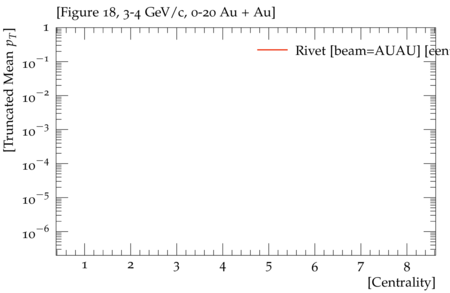 [Figure 18, 3-4 GeV/c, 0-20 Au + Au]
[Truncated Mean p_T]
Rivet [beam=AUAU] [cen
1
10^−1
10^−2
10^−3
10^−4
10^−5
10^−6
1 2 3 4 5 6 7 8
[Centrality]